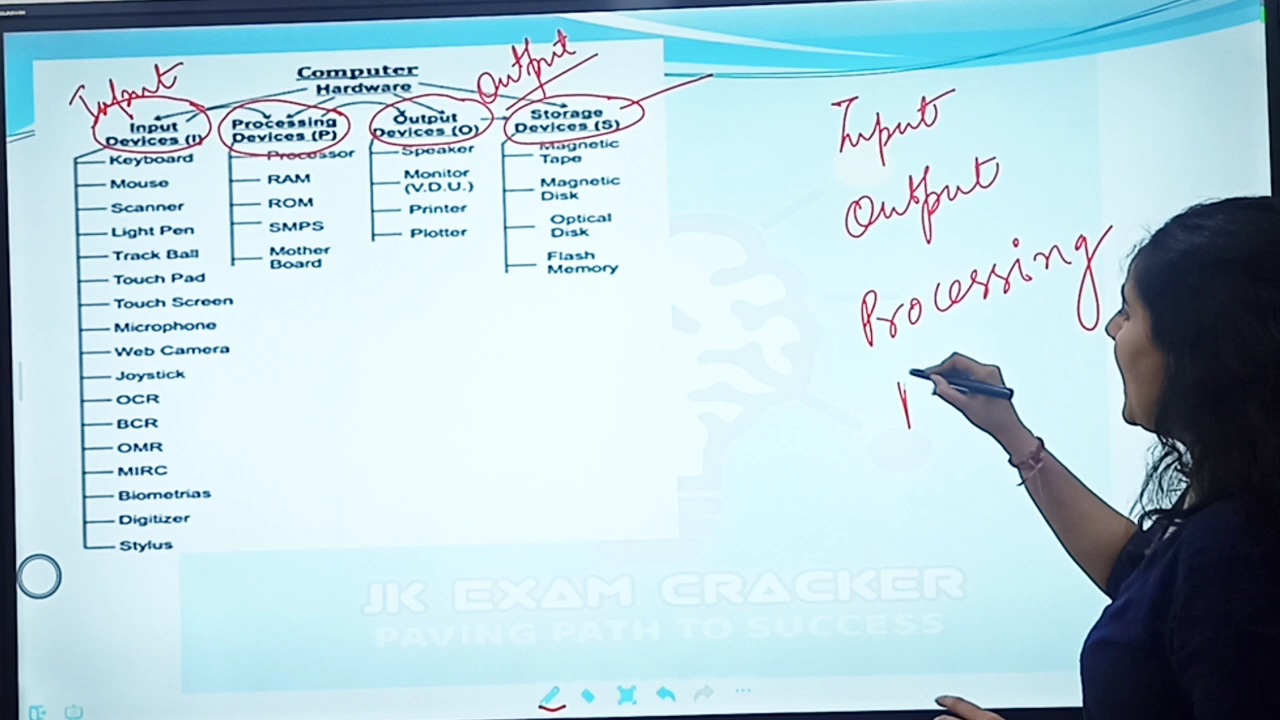 Input
Output
Computer
Hardware
Input
Devices (I)
Keyboard
Mouse
Scanner
Light Pen
Track Ball
Touch Pad
Touch Screen
Microphone
Web Camera
Joystick
OCR
BCR
OMR
MIRC
Biometrias
Digitizer
Stylus
Processing
Devices (P)
Processor
RAM
ROM
SMPS
Mother
Board
Output
Devices (O)
Speaker
Monitor
(V.D.U.)
Printer
Plotter
Storage
Devices (S)
Magnetic
Tape
Magnetic
Disk
Optical
Disk
Flash
Memory
Input
Output
Processing
JK EXAM CRACKER
PAVING PATH TO SUCCESS